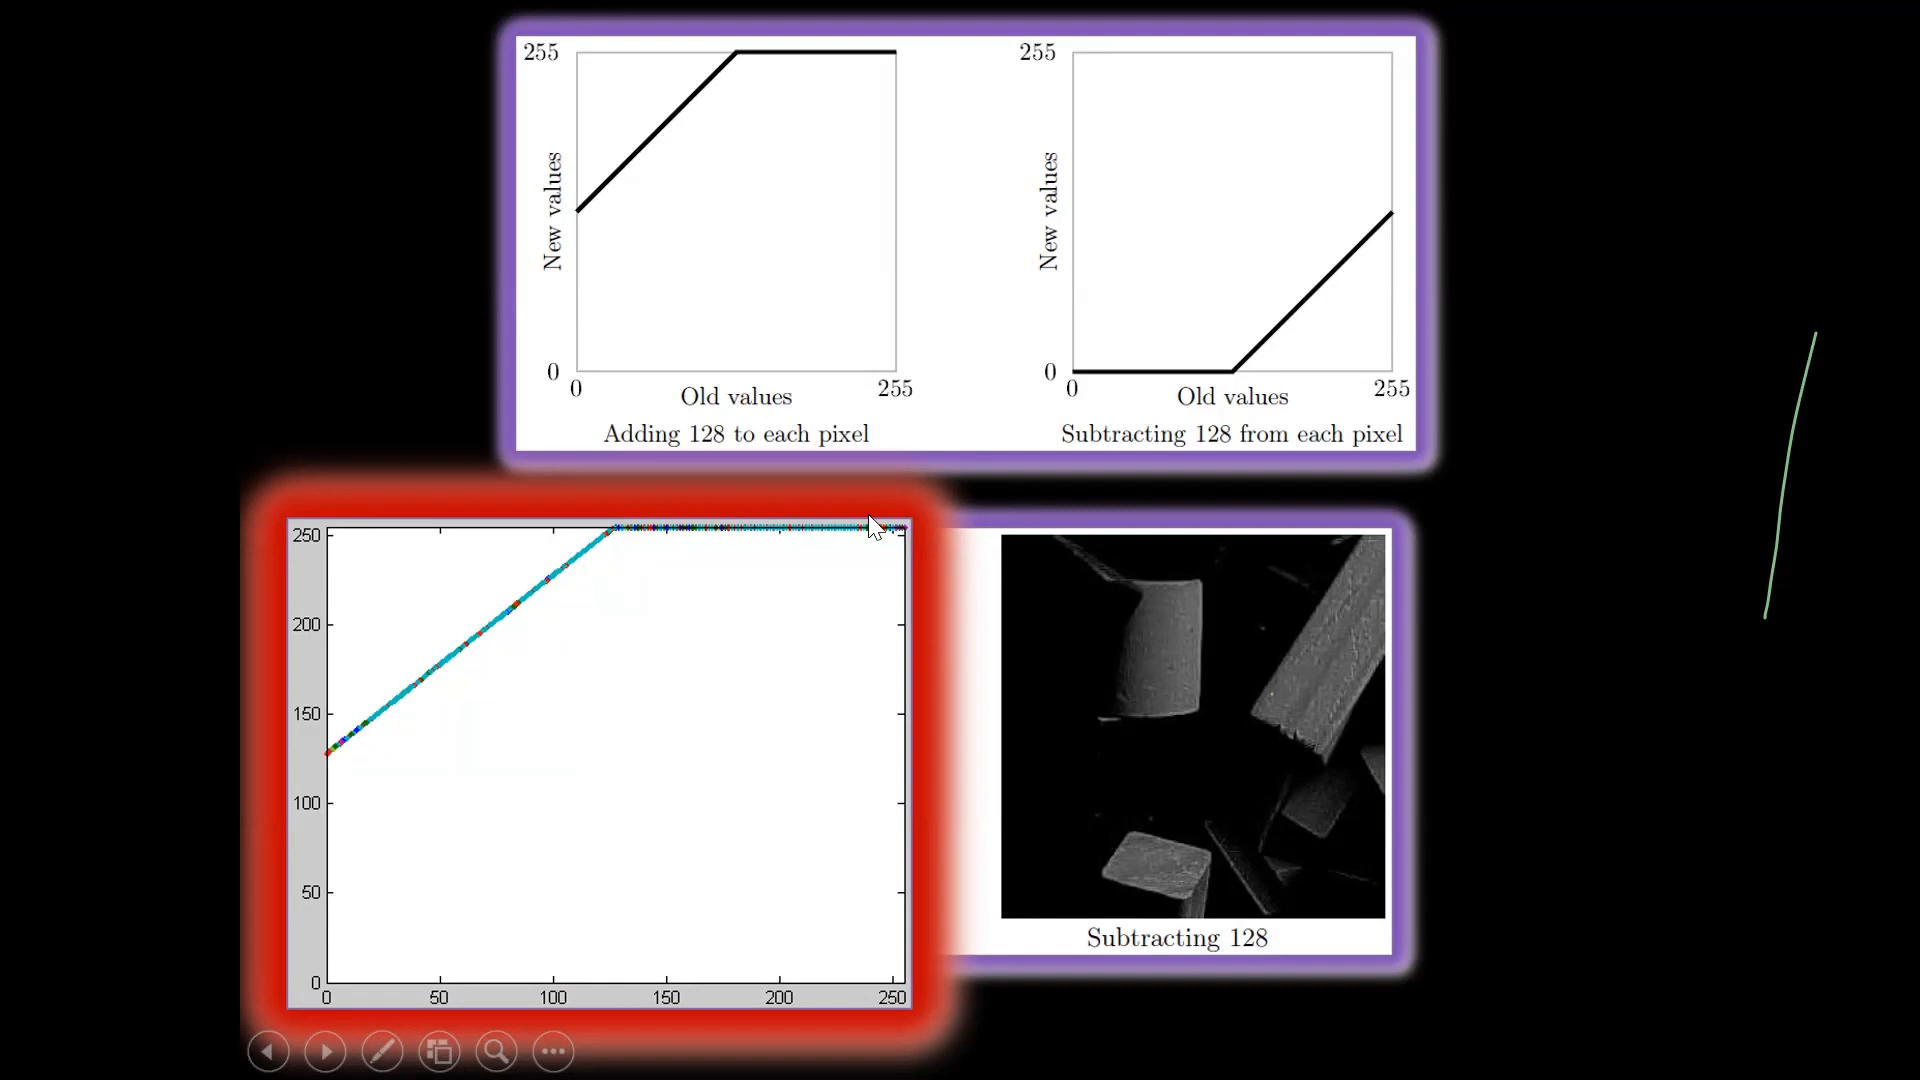 255
New values
0
0
255
Old values
Adding 128 to each pixel
255
New values
0
0
255
Old values
Subtracting 128 from each pixel
250
200
150
100
50
0
0
50
100
150
200
250
Subtracting 128